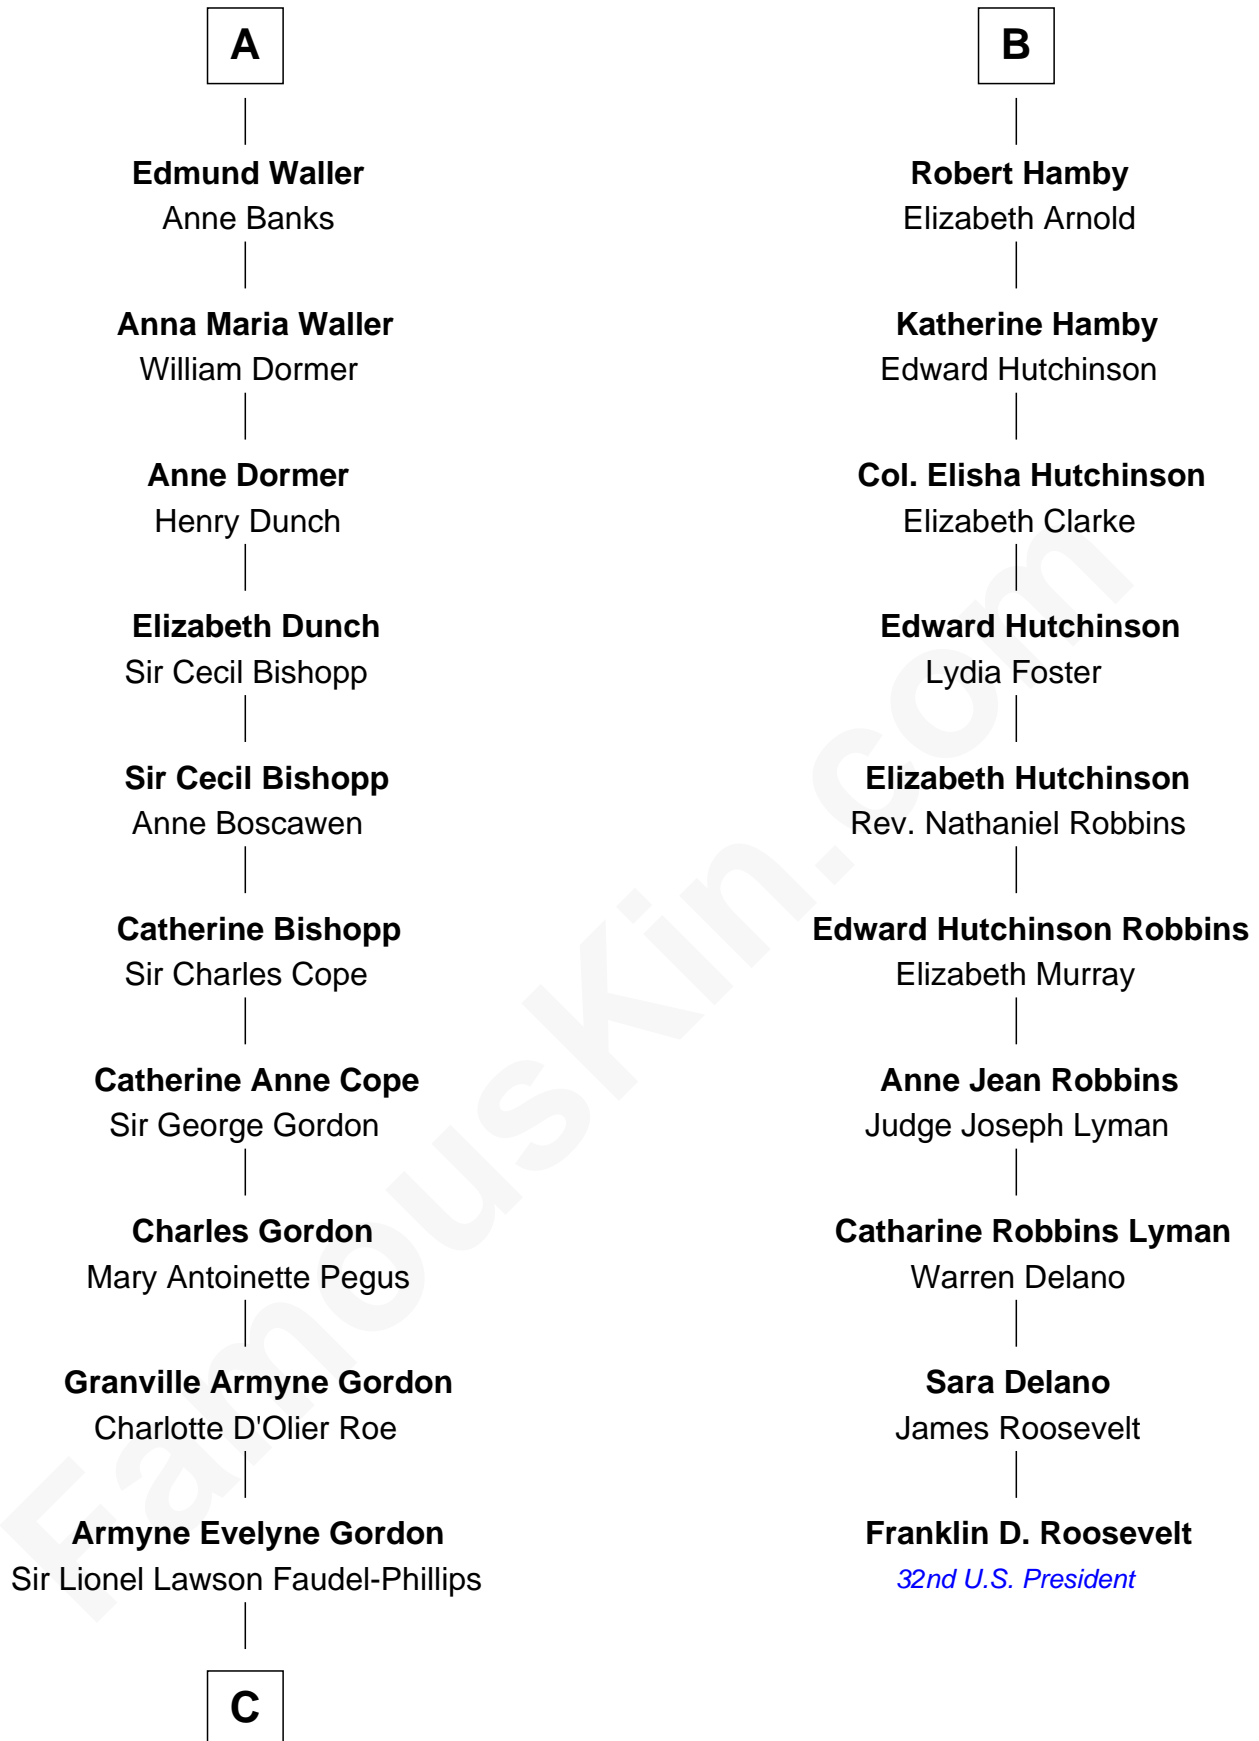 A
Edmund Waller
Anne Banks
Anna Maria Waller
William Dormer
Anne Dormer
Henry Dunch
Elizabeth Dunch
Sir Cecil Bishopp
Sir Cecil Bishopp
Anne Boscawen
Catherine Bishopp
Sir Charles Cope
Catherine Anne Cope
Sir George Gordon
Charles Gordon
Mary Antoinette Pegus
Granville Armyne Gordon
Charlotte D'Olier Roe
Armyne Evelyne Gordon
Sir Lionel Lawson Faudel-Phillips
C
B
Robert Hamby
Elizabeth Arnold
Katherine Hamby
Edward Hutchinson
Col. Elisha Hutchinson
Elizabeth Clarke
Edward Hutchinson
Lydia Foster
Elizabeth Hutchinson
Rev. Nathaniel Robbins
Edward Hutchinson Robbins
Elizabeth Murray
Anne Jean Robbins
Judge Joseph Lyman
Catharine Robbins Lyman
Warren Delano
Sara Delano
James Roosevelt
Franklin D. Roosevelt
32nd U.S. President
FamousKin.com